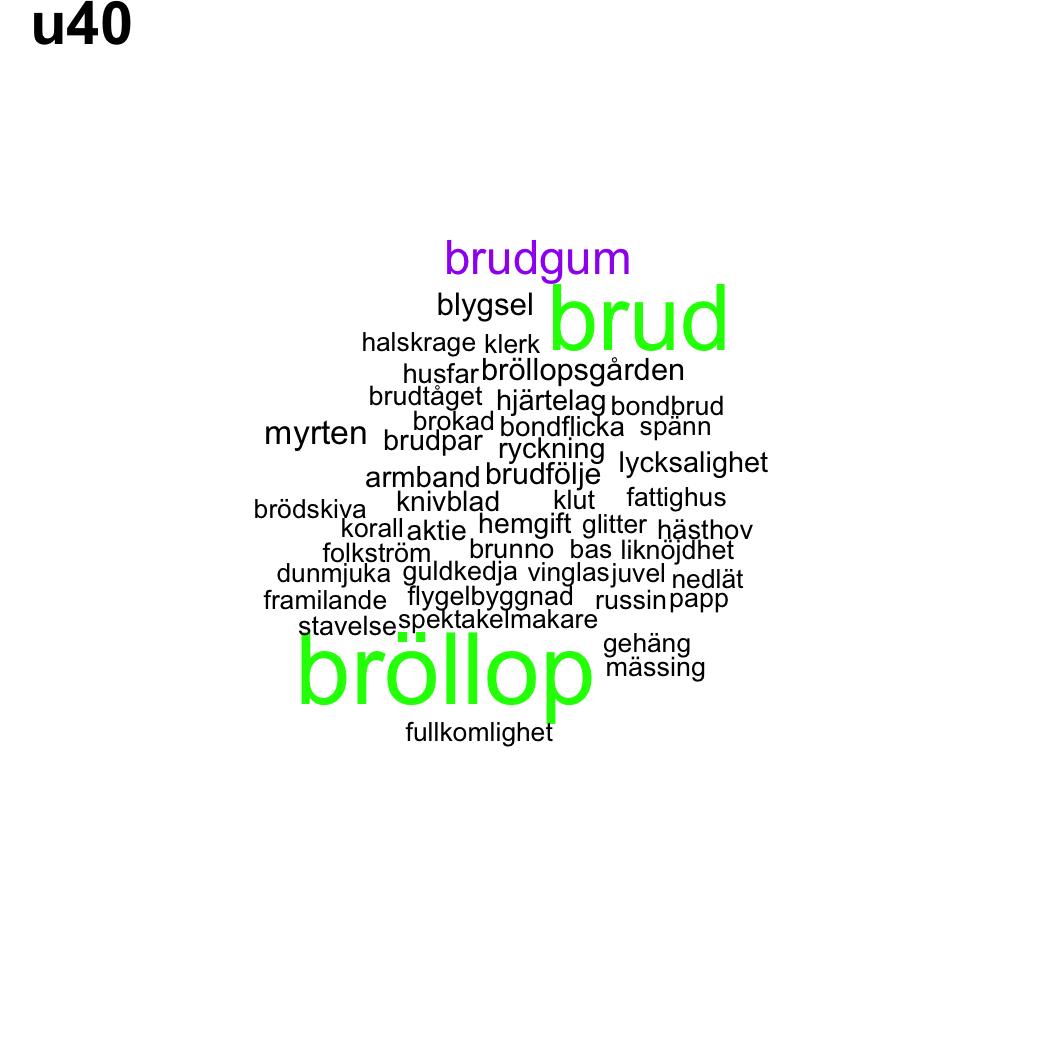 u40
brudgum
blygsel brud
halskrage klerk
husfar bröllopsgården
brudtåget hjärtelag bondbrud
brokad bondflicka spänn
myrten brudpar ryckning
lycksalighet
armband brudfölje
brödskiva knivblad klut fattighus
korall aktie hemgift glitter hästhov
folkström brunno bas liknöjdhet
dunmjuka guldkedja vinglas juvel nedlåt
framilande flygelbyggnad russin papp
stavelse spektakelmakare
bröllop gehäng
mässing
fullkomlighet